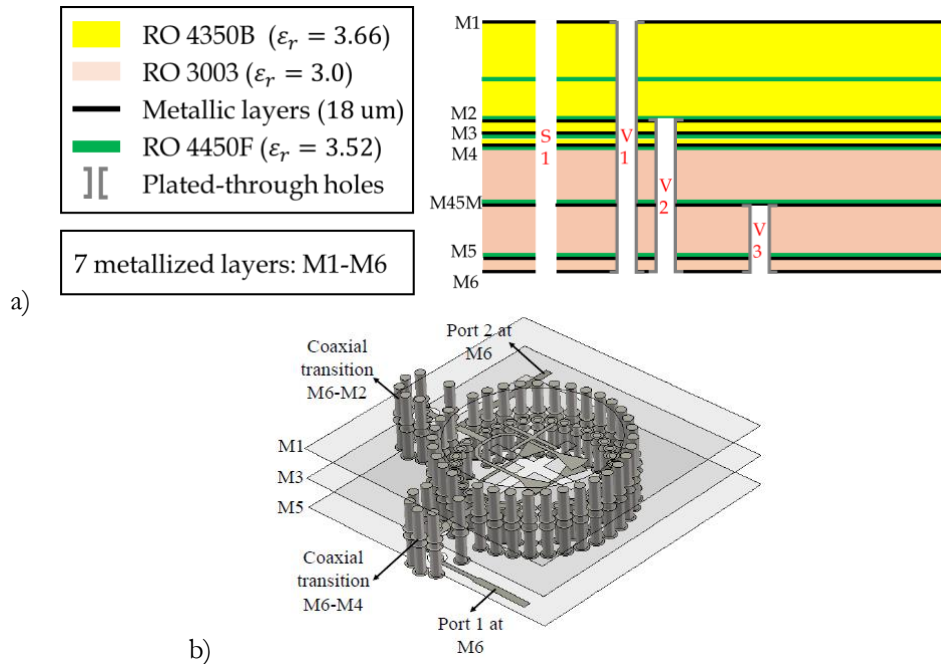 RO 4350B (εᵣ = 3.66)
RO 3003 (εᵣ = 3.0)
Metallic layers (18 um)
RO 4450F (εᵣ = 3.52)
Plated-through holes
7 metallized layers: M1-M6
a)
M1
M2
M3
M4
M45M
M5
M6
S
1
V
1
V
2
V
3
Port 2 at
M6
Coaxial
transition
M6-M2
M1
M3
M5
Coaxial
transition
M6-M4
Port 1 at
M6
b)